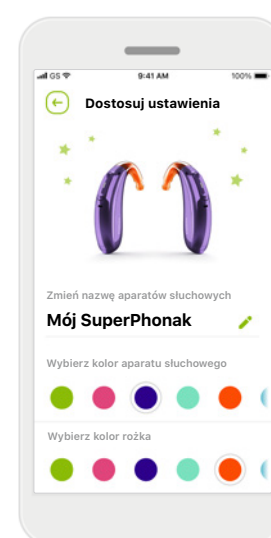 GS 9:41 AM 100%
Dostosuj ustawienia
Zmień nazwę aparatów słuchowych
Mój SuperPhonak
Wybierz kolor aparatu słuchowego
Wybierz kolor rożka